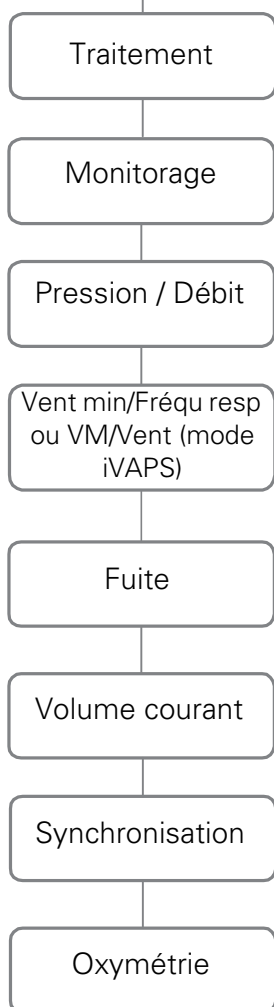 Traitement
Monitorage
Pression / Débit
Vent min/Fréqu resp
ou VM/Vent (mode
iVAPS)
Fuite
Volume courant
Synchronisation
Oxymétrie